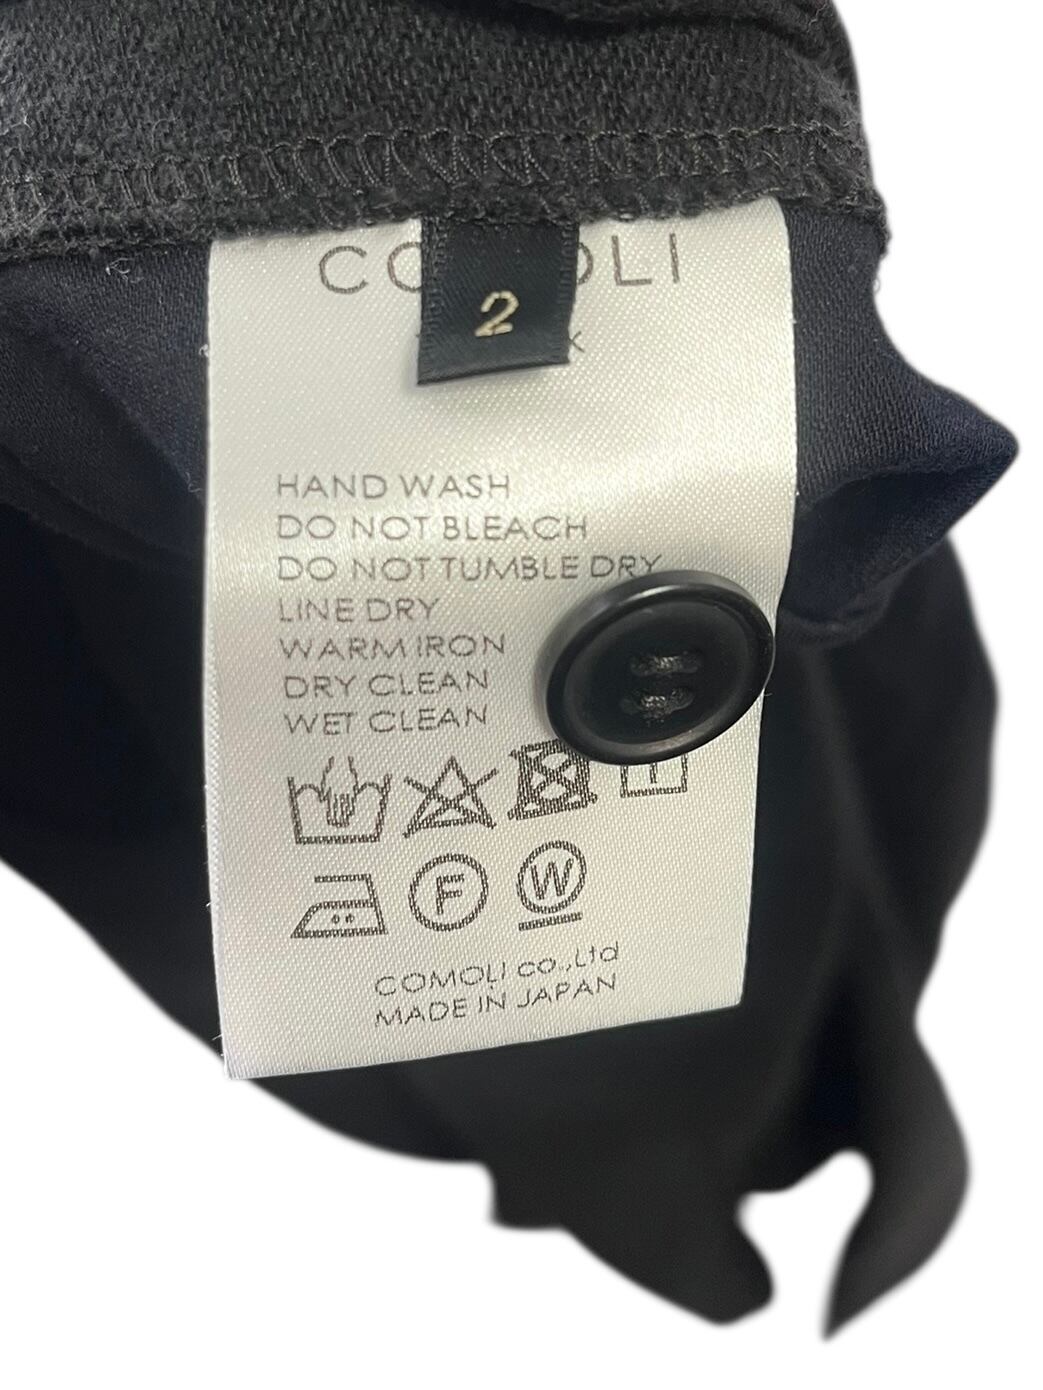 2
HAND WASH
DO NOT BLEACH
DO NOT TUMBLE DRY
LINE DRY
WARM IRON
DRY CLEAN
WET CLEAN
F W
COMOLI co.,Ltd
MADE IN JAPAN